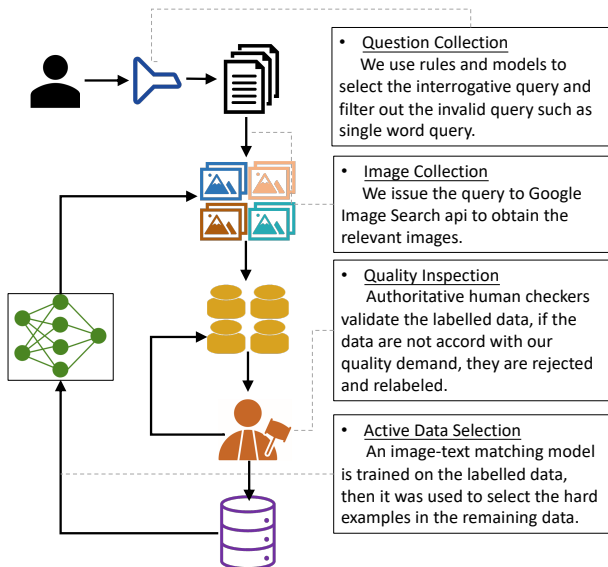 • Question Collection
We use rules and models to
select the interrogative query and
filter out the invalid query such as
single word query.
• Image Collection
We issue the query to Google
Image Search api to obtain the
relevant images.
• Quality Inspection
Authoritative human checkers
validate the labelled data, if the
data are not accord with our
quality demand, they are rejected
and relabeled.
• Active Data Selection
An image-text matching model
is trained on the labelled data,
then it was used to select the hard
examples in the remaining data.